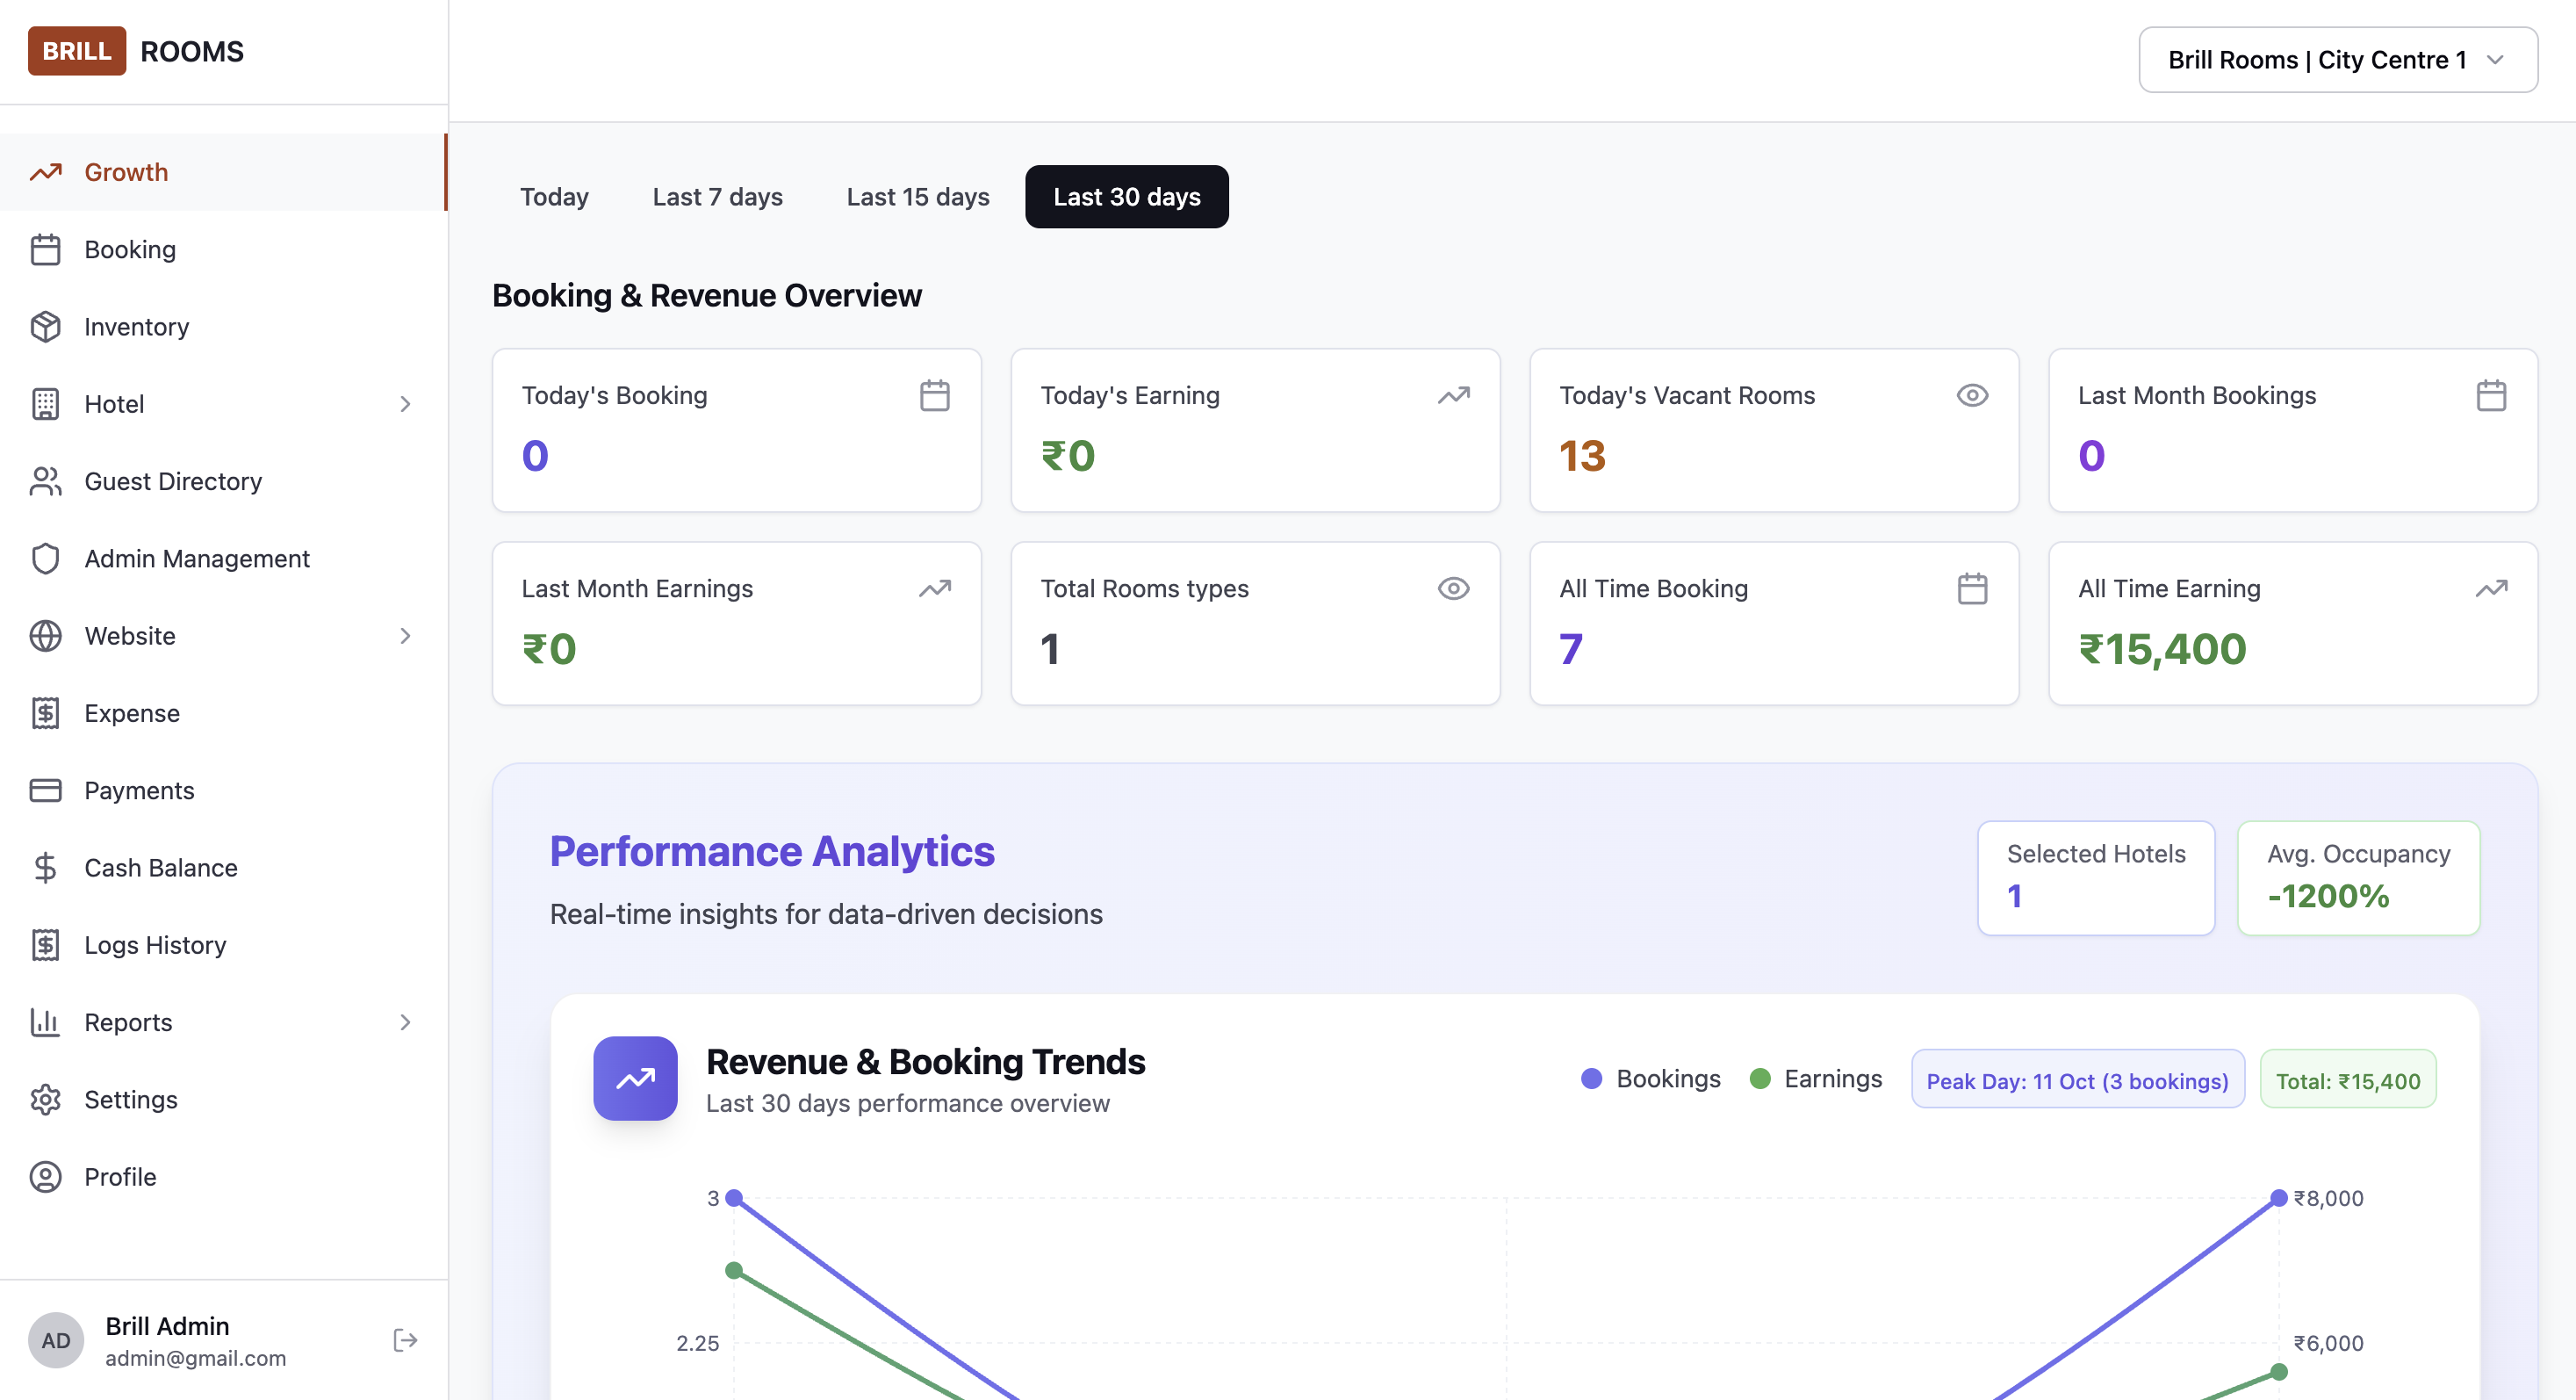 BRILL ROOMS
Brill Rooms | City Centre 1
Growth
Booking
Inventory
Hotel
Guest Directory
Admin Management
Website
Expense
Payments
Cash Balance
Logs History
Reports
Settings
Profile
AD
Brill Admin
admin@gmail.com
Today Last 7 days Last 15 days Last 30 days
Booking & Revenue Overview
Today's Booking
0
Today's Earning
₹0
Today's Vacant Rooms
13
Last Month Bookings
0
Last Month Earnings
₹0
Total Rooms types
1
All Time Booking
7
All Time Earning
₹15,400
Performance Analytics
Real-time insights for data-driven decisions
Selected Hotels
1
Avg. Occupancy
-1200%
Revenue & Booking Trends
Last 30 days performance overview
Bookings Earnings Peak Day: 11 Oct (3 bookings) Total: ₹15,400
3 ₹8,000
2.25 ₹6,000